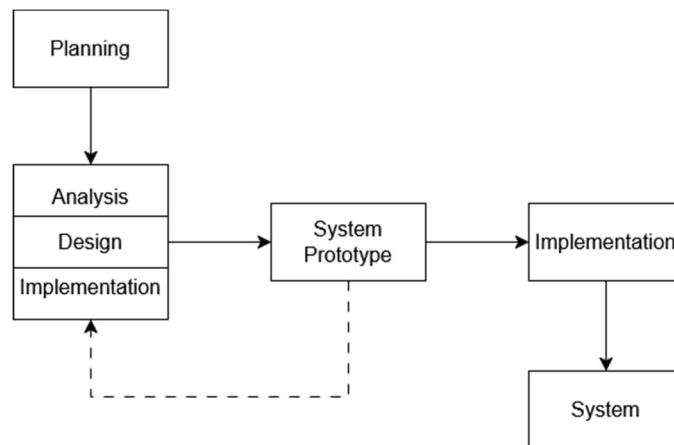 Planning
Analysis
Design
Implementation
System
Prototype
Implementation
System